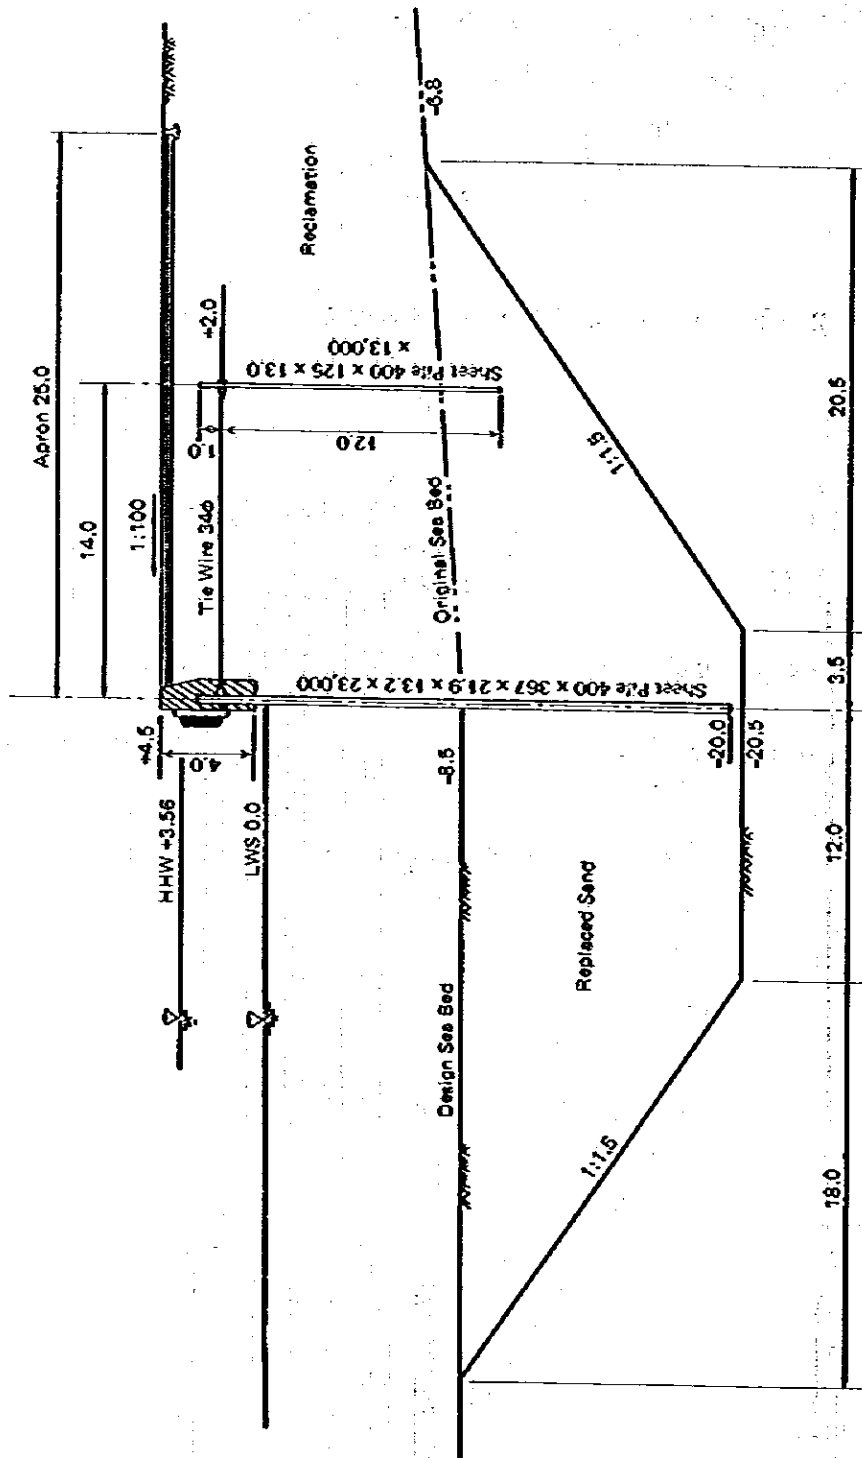 Apron 25.0
14.0
1:100
+4.5
HHW +3.56
4.0
LWS 0.0
Tie Wire 34φ
+2.0
1.0
12.0
Sheet Pile 400 x 125 x 13.0
x 13,000
Reclamation
-6.8
Original Sea Bed
Design Sea Bed
-8.5
Sheet Pile 400 x 367 x 21.9 x 13.2 x 23,000
Replaced Sand
1:1.5
1:1.5
-20.0
-20.5
18.0
12.0
3.5
20.5